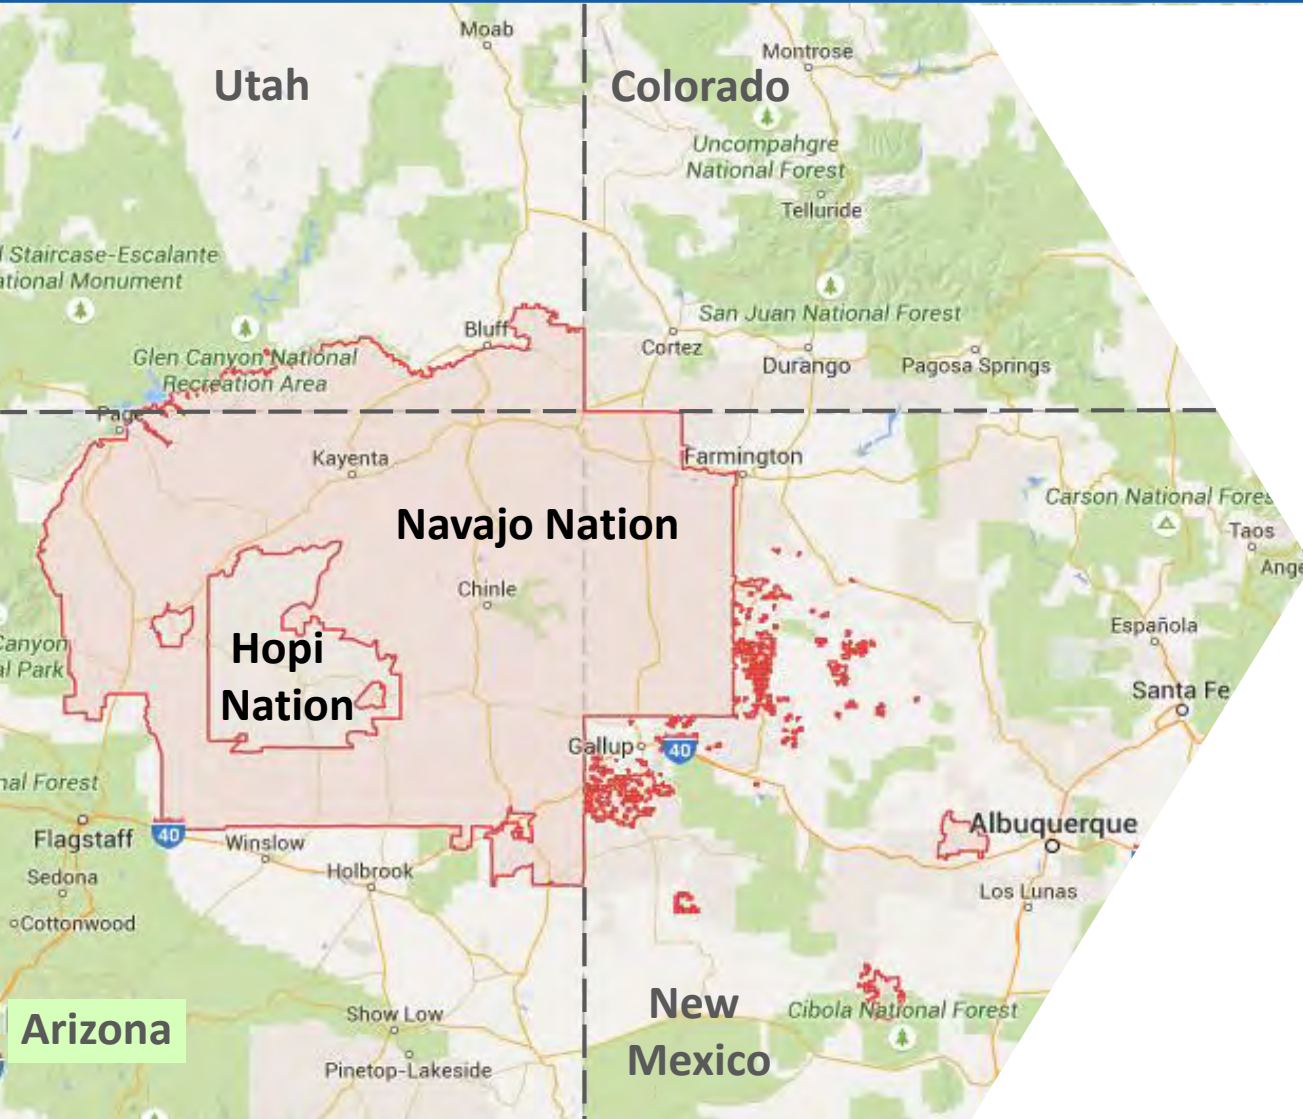 Moab
Montrose
Utah
Colorado
Uncompahgre
National Forest
Telluride
l Staircase-Escalante
ational Monument
San Juan National Forest
Bluff
Cortez
Glen Canyon National
Recreation Area
Durango
Pagosa Springs
Page
Kayenta
Farmington
Carson National Fores
Navajo Nation
Taos
Ange
Chinle
Española
Canyon
al Park
Hopi
Nation
Santa Fe
Gallup
40
nal Forest
Flagstaff
40
Winslow
Albuquerque
Holbrook
Sedona
Los Lunas
Cottonwood
Arizona
Show Low
New
Mexico
Cibola National Forest
Pinetop-Lakeside